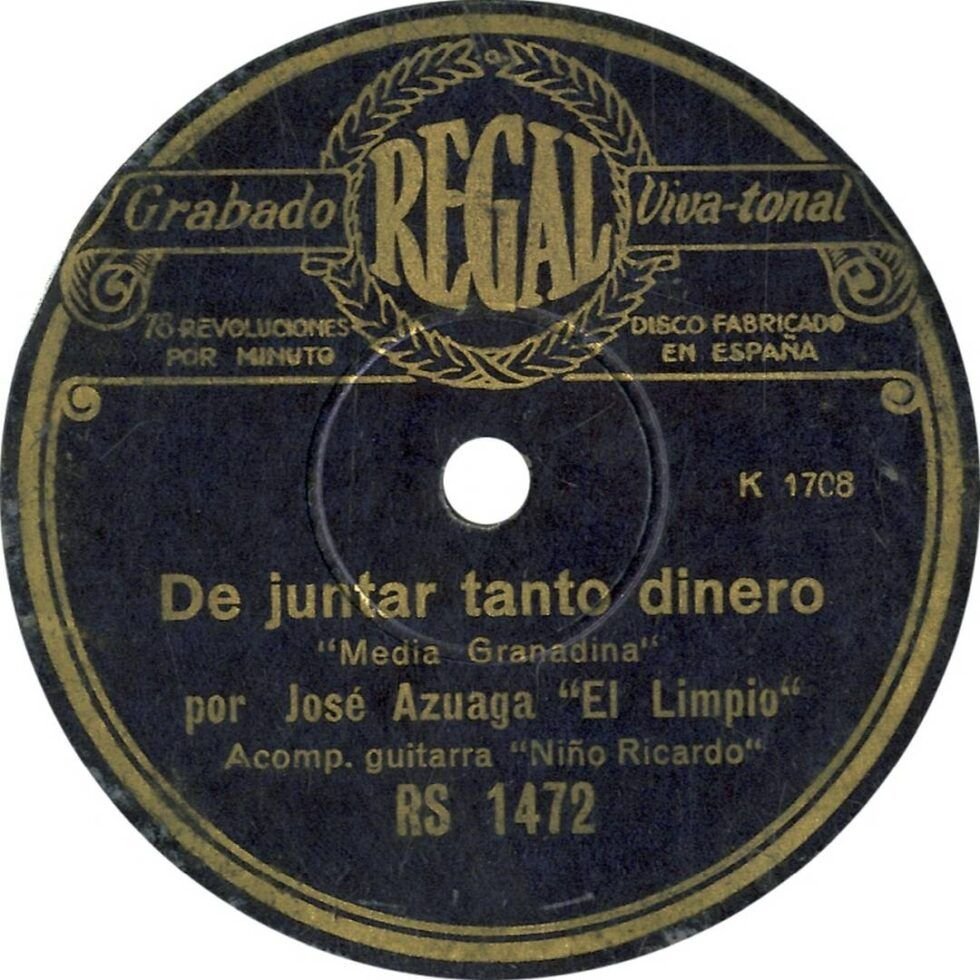 REGAL
Grabado Viva-tonal
78 REVOLUCIONES POR MINUTO
DISCO FABRICADO EN ESPAÑA
K 1708
De juntar tanto dinero
"Media Granadina"
por José Azuaga "El Limpio"
Acomp. guitarra "Niño Ricardo"
RS 1472